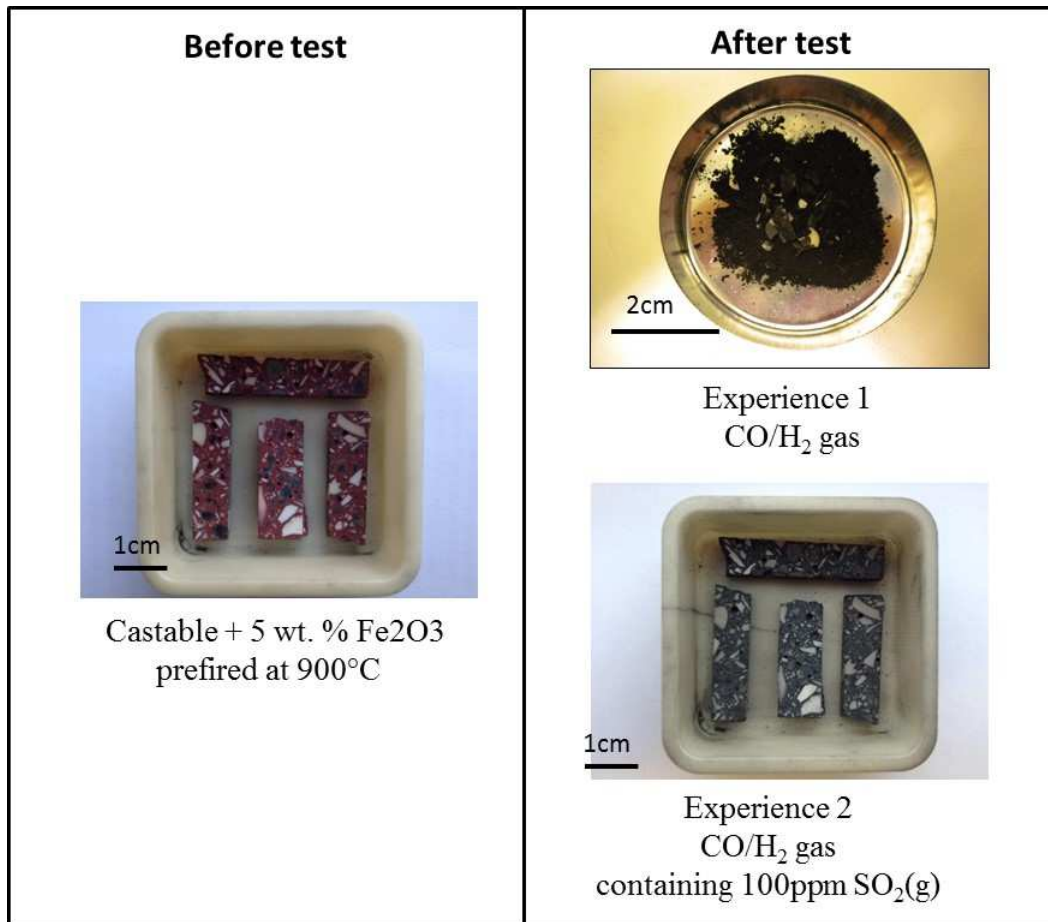 Before test
1cm
Castable + 5 wt. % Fe2O3
prefired at 900°C
After test
2cm
Experience 1
CO/H₂ gas
1cm
Experience 2
CO/H₂ gas
containing 100ppm SO₂(g)